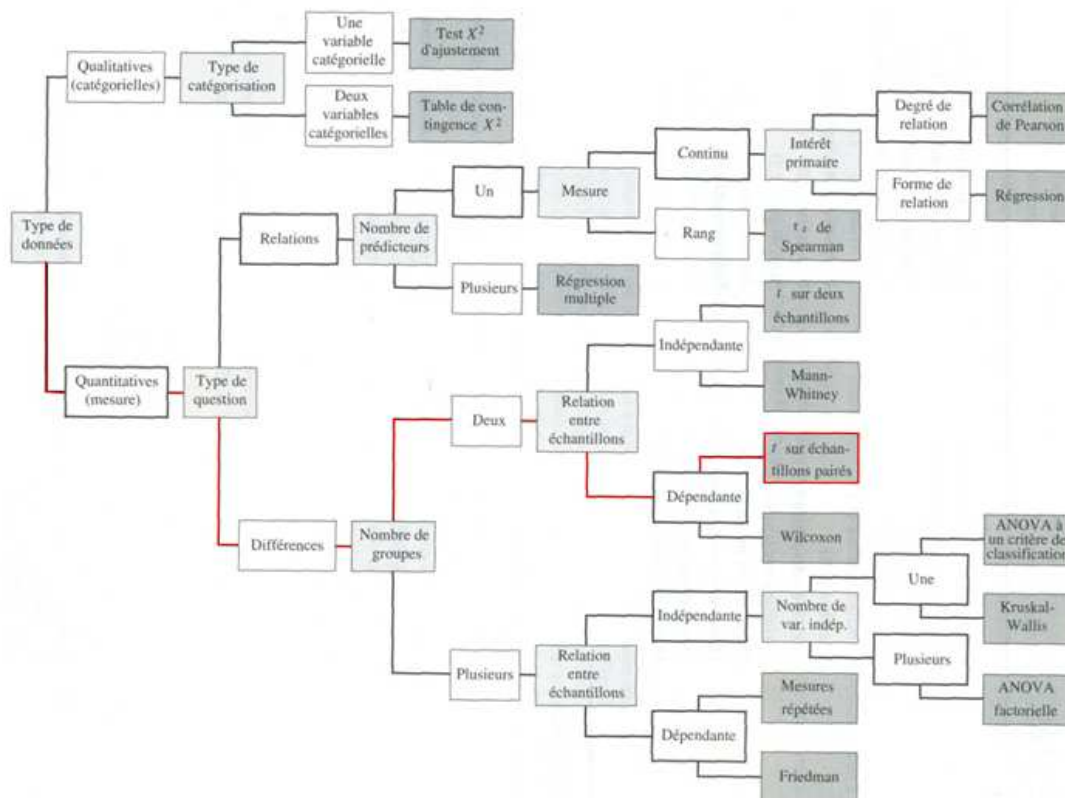 Type de
données
Qualitatives
(catégorielles)
Type de
catégorisation
Une
variable
catégorielle
Test X²
d'ajustement
Deux
variables
catégorielles
Table de con-
tingence X²
Quantitatives
(mesure)
Type de
question
Relations
Nombre de
prédicteurs
Un
Mesure
Continu
Intérêt
primaire
Degré de
relation
Corrélation
de Pearson
Forme de
relation
Régression
Rang
rₛ de
Spearman
Plusieurs
Régression
multiple
Différences
Nombre de
groupes
Deux
Relation
entre
échantillons
Indépendante
t sur deux
échantillons
Mann-
Whitney
Dépendante
t sur échan-
tillons pairés
Wilcoxon
Plusieurs
Relation
entre
échantillons
Indépendante
Nombre de
var. indép.
Une
ANOVA à
un critère de
classification
Kruskal-
Wallis
Plusieurs
ANOVA
factorielle
Dépendante
Mesures
répétées
Friedman